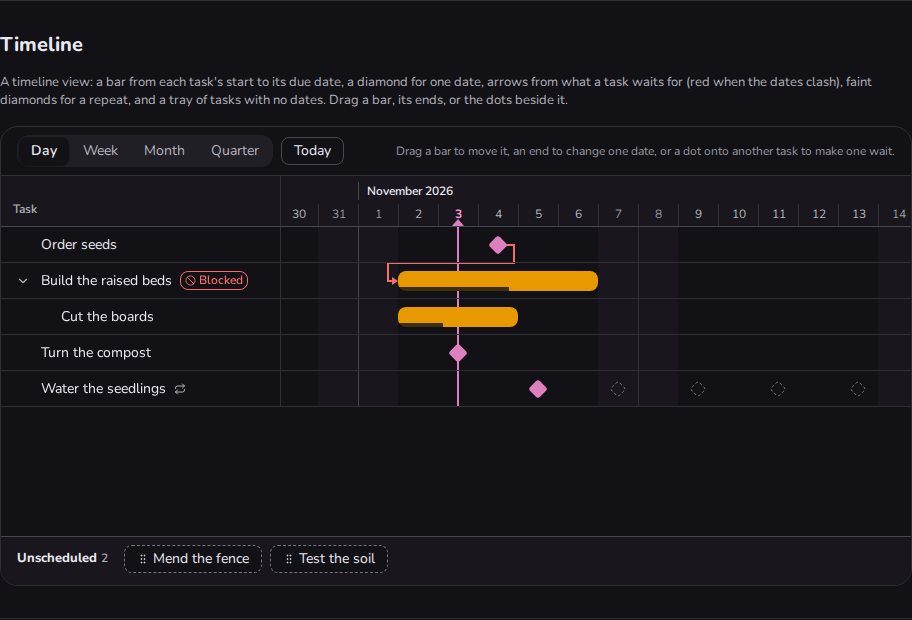 Timeline
A timeline view: a bar from each task's start to its due date, a diamond for one date, arrows from what a task waits for (red when the dates clash), faint
diamonds for a repeat, and a tray of tasks with no dates. Drag a bar, its ends, or the dots beside it.
Day Week Month Quarter Today Drag a bar to move it, an end to change one date, or a dot onto another task to make one wait.
November 2026
Task 30 31 1 2 3 4 5 6 7 8 9 10 11 12 13 14
Order seeds
Build the raised beds Blocked
Cut the boards
Turn the compost
Water the seedlings
Unscheduled 2 Mend the fence Test the soil